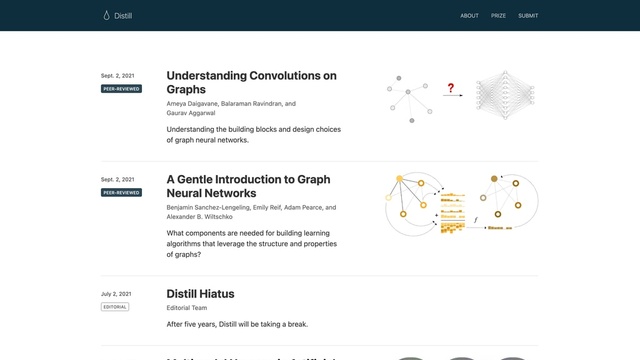 Distill
ABOUT PRIZE SUBMIT
Sept. 2, 2021
PEER-REVIEWED
Understanding Convolutions on
Graphs
Ameya Daigavane, Balaraman Ravindran, and
Gaurav Aggarwal
Understanding the building blocks and design choices
of graph neural networks.
?
Sept. 2, 2021
PEER-REVIEWED
A Gentle Introduction to Graph
Neural Networks
Benjamin Sanchez-Lengeling, Emily Reif, Adam Pearce, and
Alexander B. Wiltschko
What components are needed for building learning
algorithms that leverage the structure and properties
of graphs?
f
July 2, 2021
EDITORIAL
Distill Hiatus
Editorial Team
After five years, Distill will be taking a break.